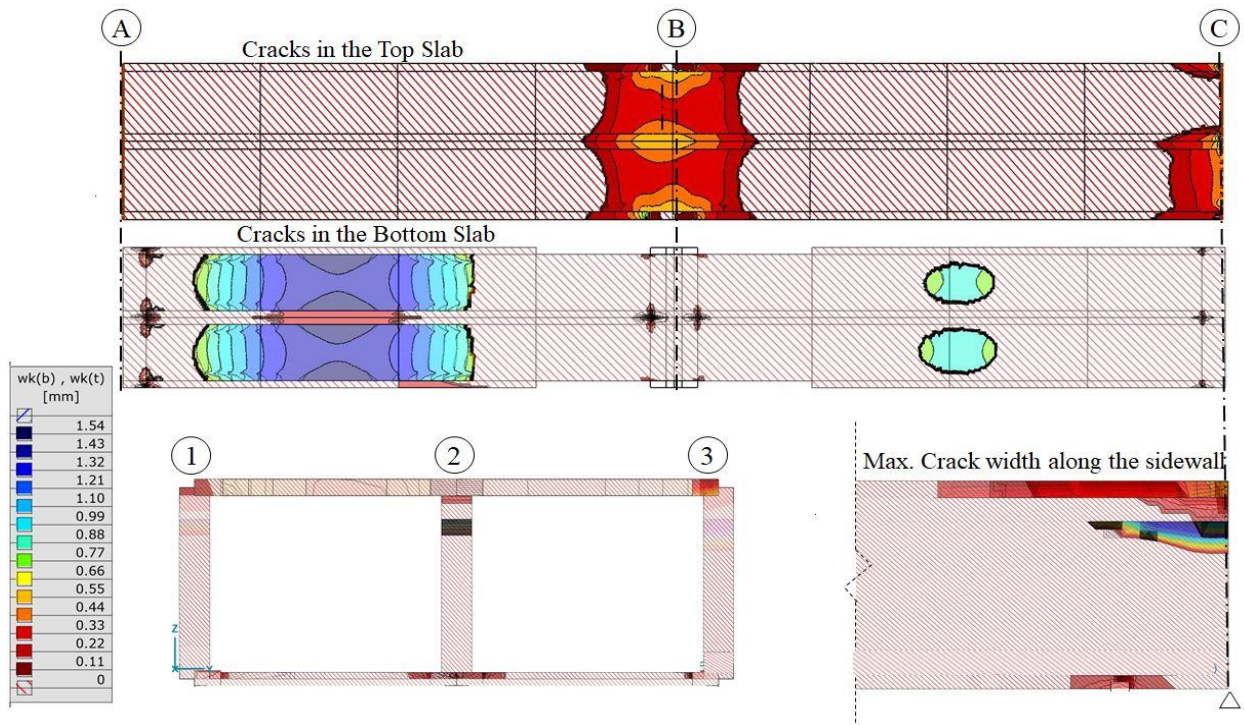 A
B
C
Cracks in the Top Slab
Cracks in the Bottom Slab
wk(b) , wk(t)
[mm]
1.54
1.43
1.32
1.21
1.10
0.99
0.88
0.77
0.66
0.55
0.44
0.33
0.22
0.11
0
1
2
3
Z
X
Y
Max. Crack width along the sidewall